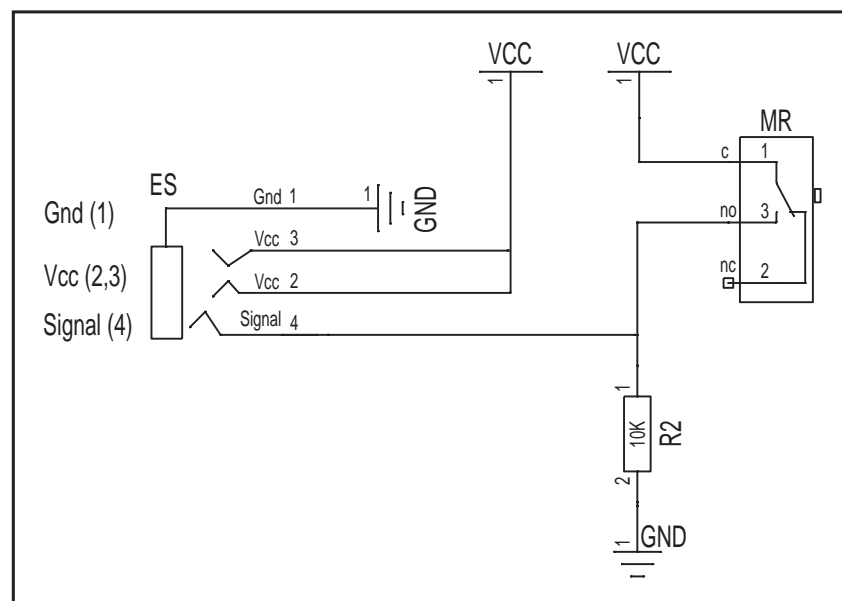 VCC
1
VCC
1
MR
c 1
ES
Gnd 1
1
GND
Gnd (1)
no 3
Vcc 3
Vcc (2,3)
Vcc 2
nc 2
Signal (4)
Signal 4
1
10K
R2
2
1
GND